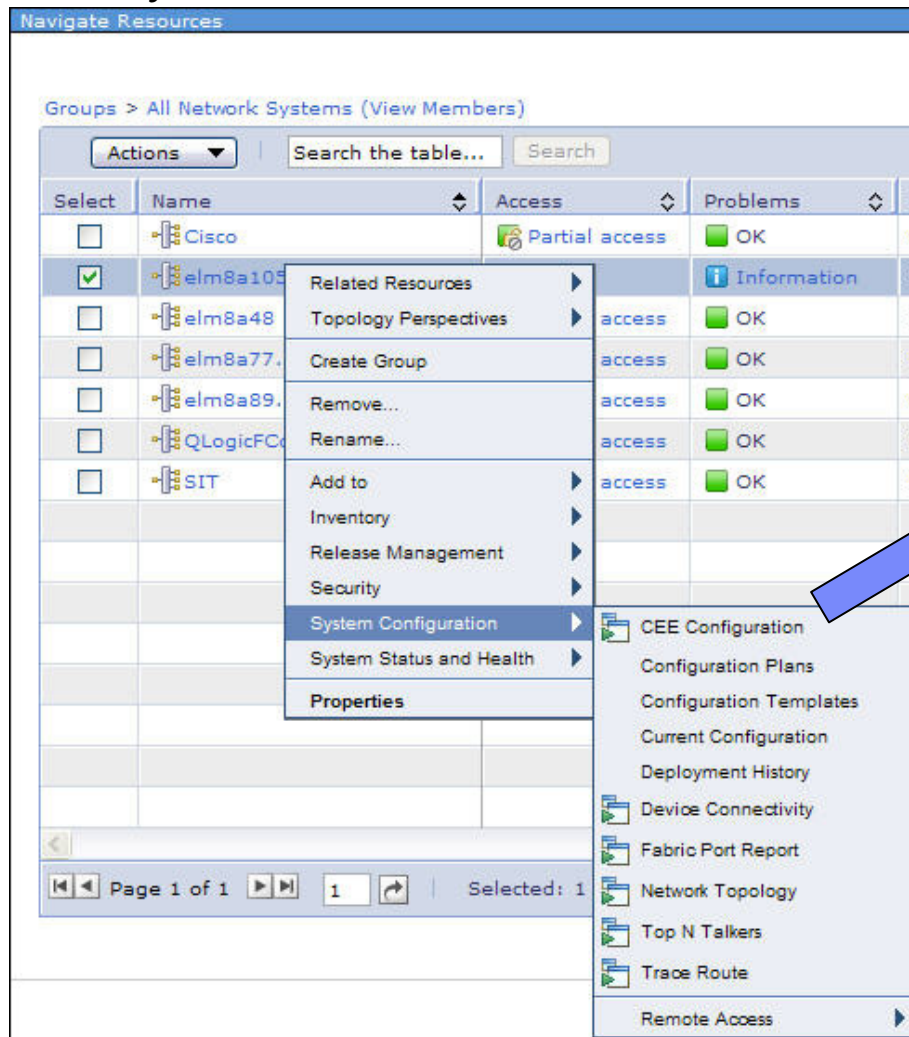 Navigate Resources
Groups > All Network Systems (View Members)
Actions Search the table... Search
Select Name Access Problems
Cisco Partial access OK
elm8a105 Information
elm8a48 access OK
elm8a77. access OK
elm8a89. access OK
QLogicFCo access OK
SIT access OK
Related Resources
Topology Perspectives
Create Group
Remove...
Rename...
Add to
Inventory
Release Management
Security
System Configuration
System Status and Health
Properties
CEE Configuration
Configuration Plans
Configuration Templates
Current Configuration
Deployment History
Device Connectivity
Fabric Port Report
Network Topology
Top N Talkers
Trace Route
Remote Access
Page 1 of 1 1 Selected: 1